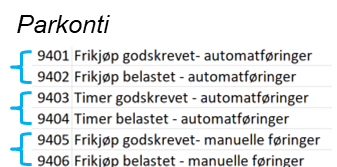 Parkonti
9401 Frikjøp godskrevet- automatføringer
9402 Frikjøp belastet - automatføringer
9403 Timer godskrevet - automatføringer
9404 Timer belastet - automatføringer
9405 Frikjøp godskrevet- manuelle føringer
9406 Frikjøp belastet - manuelle føringer